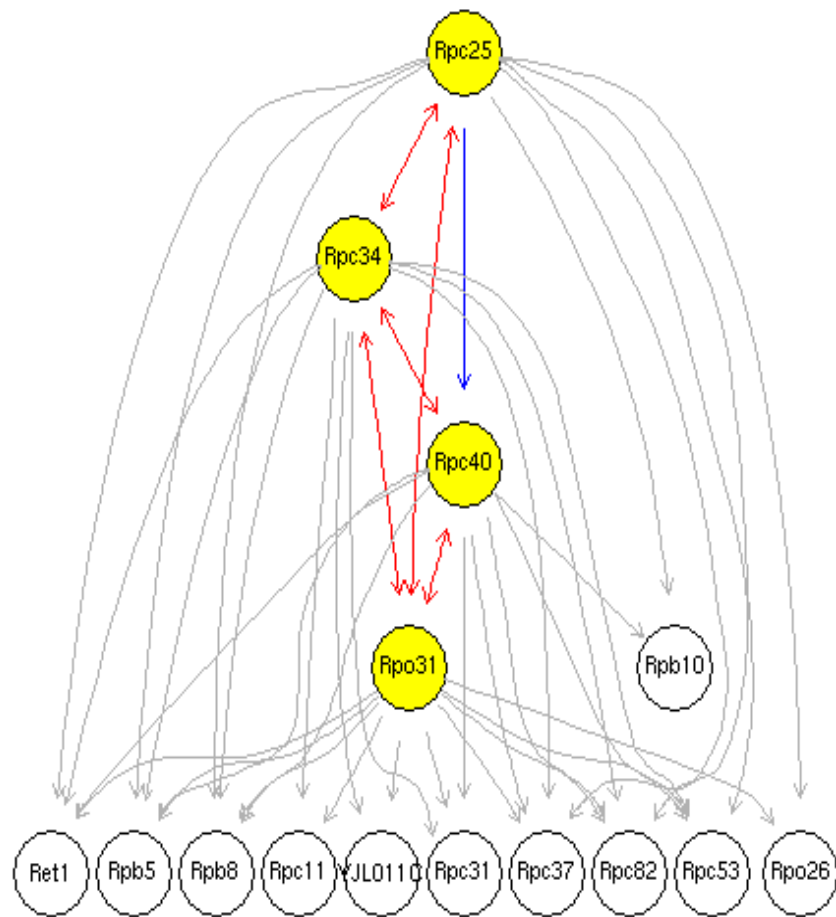 Rpc25
Rpc34
Rpc40
Rpo31
Rpb10
Ret1 Rpb5 Rpb8 Rpc11 YJL011C Rpc31 Rpc37 Rpc82 Rpc53 Rpo26